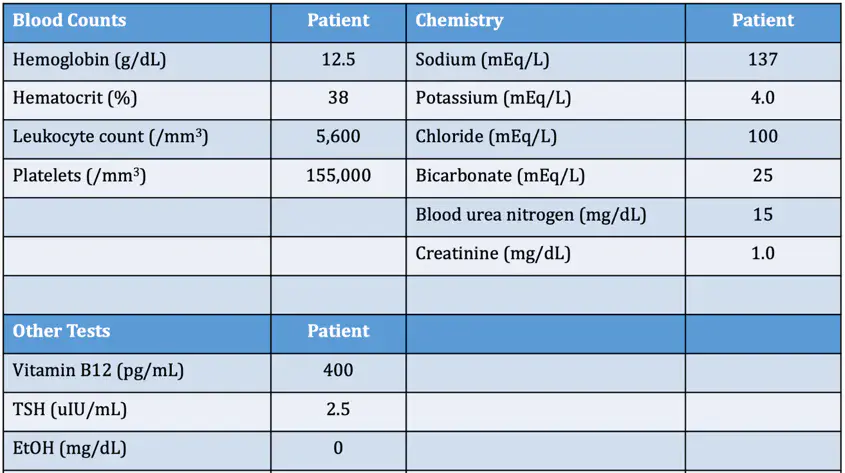 Blood Counts Patient Chemistry Patient
Hemoglobin (g/dL) 12.5 Sodium (mEq/L) 137
Hematocrit (%) 38 Potassium (mEq/L) 4.0
Leukocyte count (/mm³) 5,600 Chloride (mEq/L) 100
Platelets (/mm³) 155,000 Bicarbonate (mEq/L) 25
Blood urea nitrogen (mg/dL) 15
Creatinine (mg/dL) 1.0
Other Tests Patient
Vitamin B12 (pg/mL) 400
TSH (uIU/mL) 2.5
EtOH (mg/dL) 0